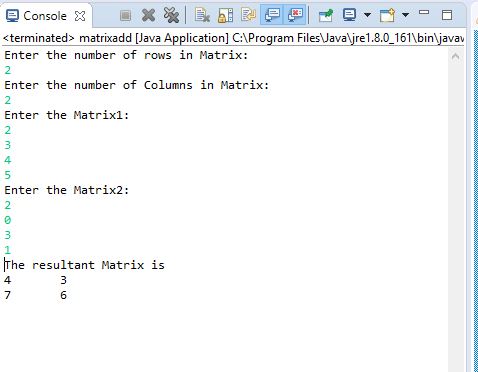 Console
<terminated> matrixadd [Java Application] C:\Program Files\Java\jre1.8.0_161\bin\javaw
Enter the number of rows in Matrix:
2
Enter the number of Columns in Matrix:
2
Enter the Matrix1:
2
3
4
5
Enter the Matrix2:
2
0
3
1
The resultant Matrix is
4 3
7 6